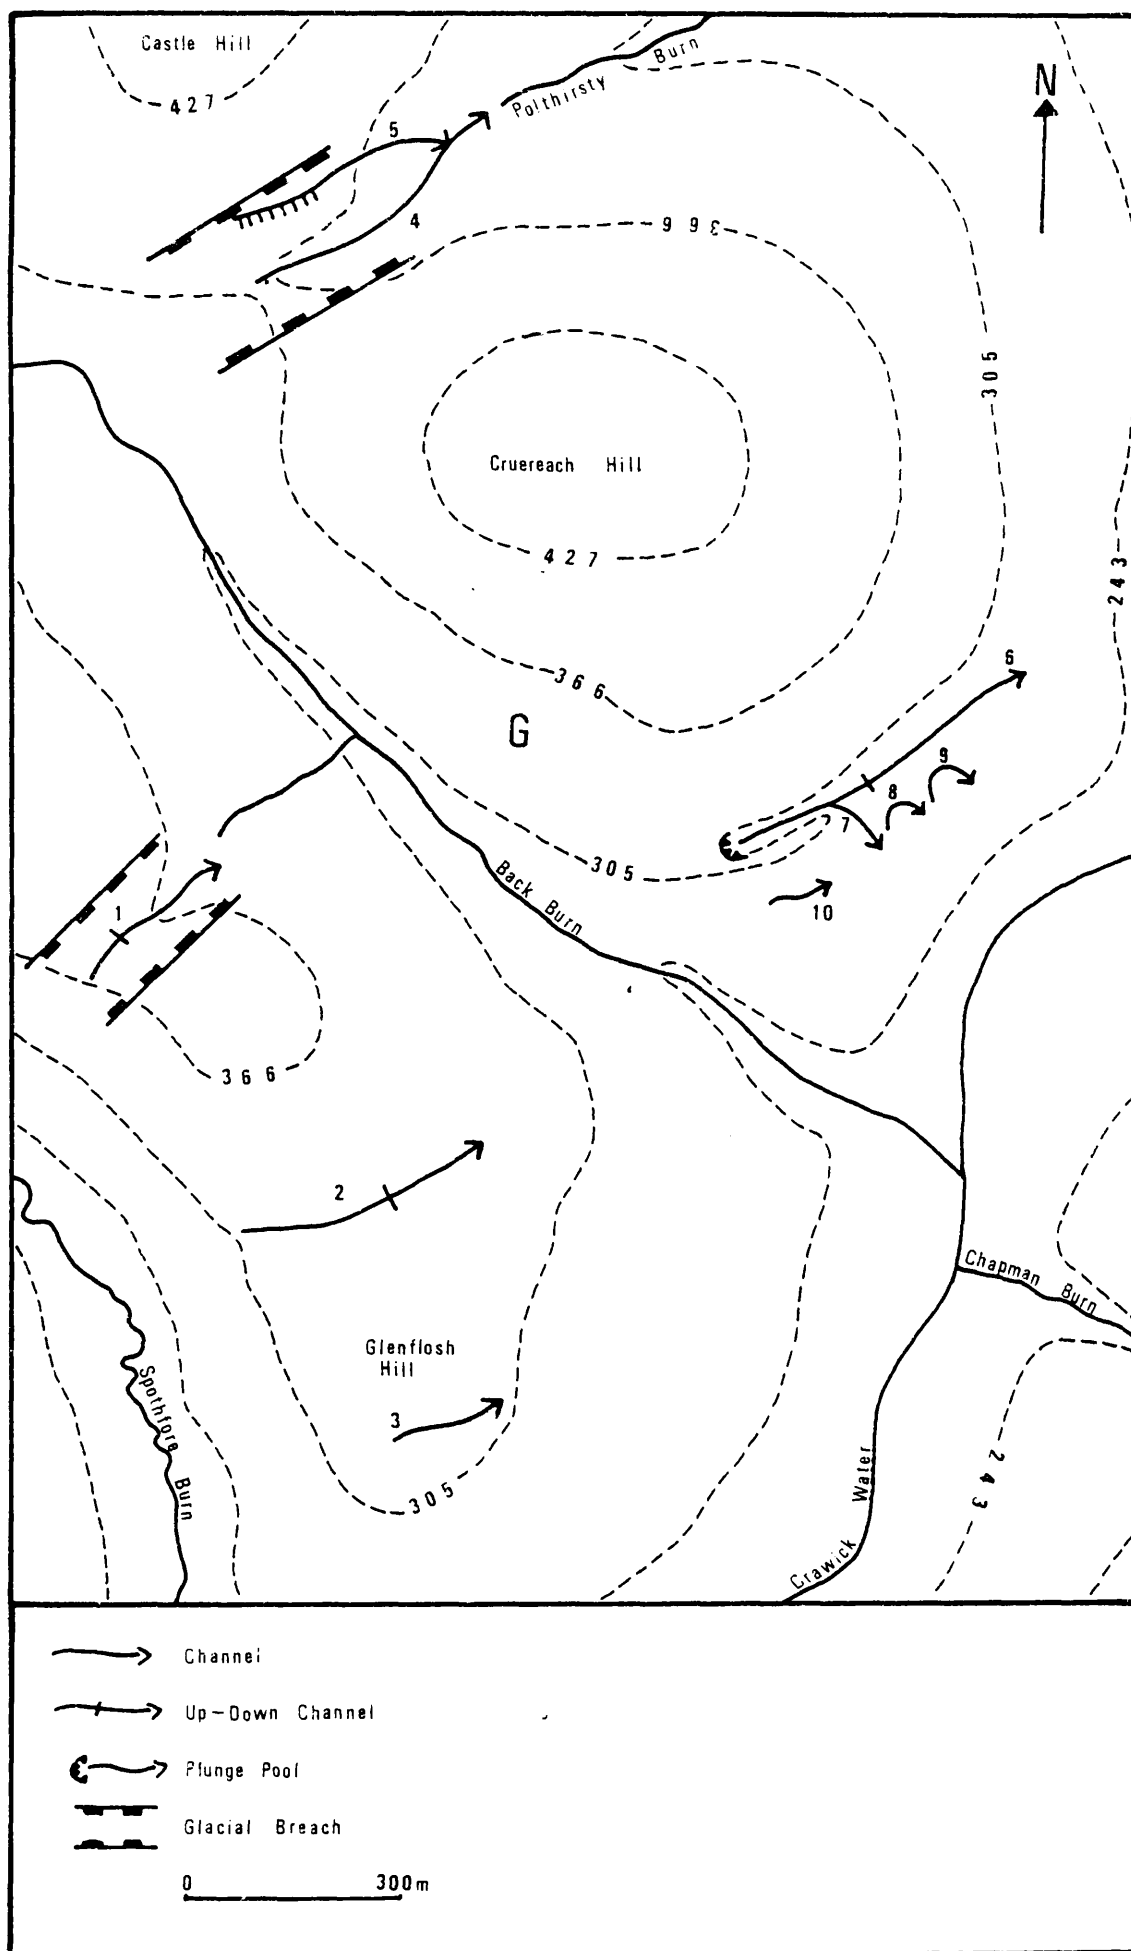 Castle Hill
427
Polthirsty Burn
N
5
4
366
305
Cruereach Hill
427
243
366
6
G
9
8
7
305
Back Burn
10
1
366
2
Chapman Burn
Glenflosh
Hill
3
Spothfore Burn
305
Water
Crawick
243
Channel
Up-Down Channel
Plunge Pool
Glacial Breach
0 300m